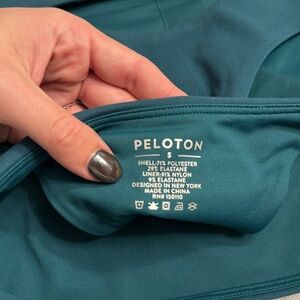 PELOTON
S
SHELL:71% POLYESTER
29% ELASTANE
LINER:91% NYLON
9% ELASTANE
DESIGNED IN NEW YORK
MADE IN CHINA
RN# 150110